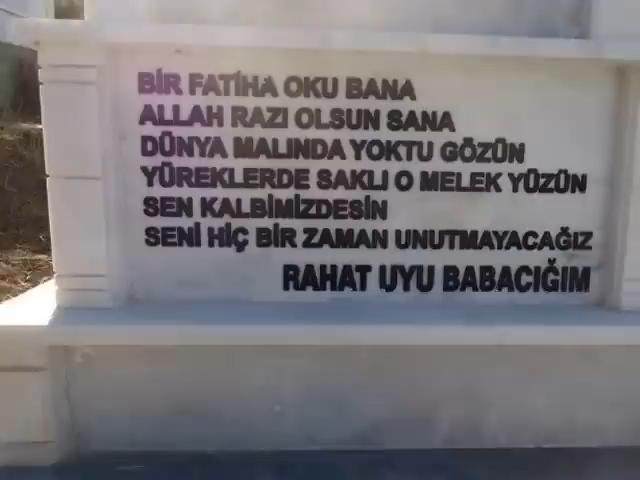 BİR FATİHA OKU BANA
ALLAH RAZI OLSUN SANA
DÜNYA MALINDA YOKTU GÖZÜN
YÜREKLERDE SAKLI O MELEK YÜZÜN
SEN KALBİMİZDESİN
SENİ HİÇ BİR ZAMAN UNUTMAYACAĞIZ
RAHAT UYU BABACIĞIM